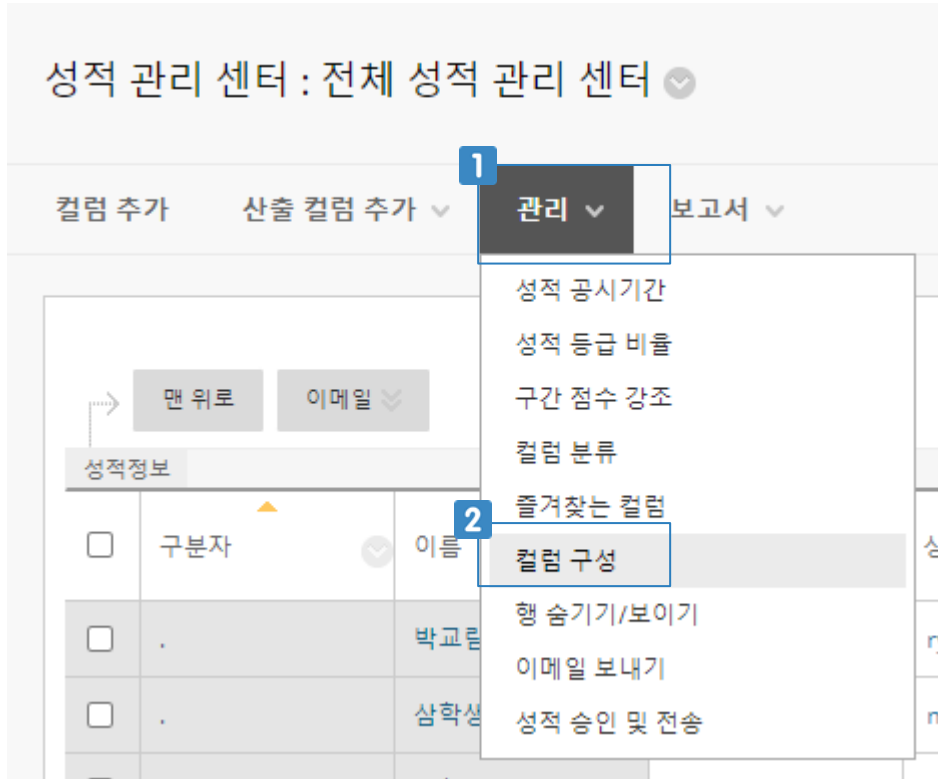 성적 관리 센터 : 전체 성적 관리 센터
1
컬럼 추가 산출 컬럼 추가 관리 보고서
성적 공시기간
성적 등급 비율
구간 점수 강조
컬럼 분류
즐겨찾는 컬럼
2
컬럼 구성
행 숨기기/보이기
이메일 보내기
성적 승인 및 전송
맨 위로 이메일
성적정보
구분자 이름
. 박교림
. 삼학생